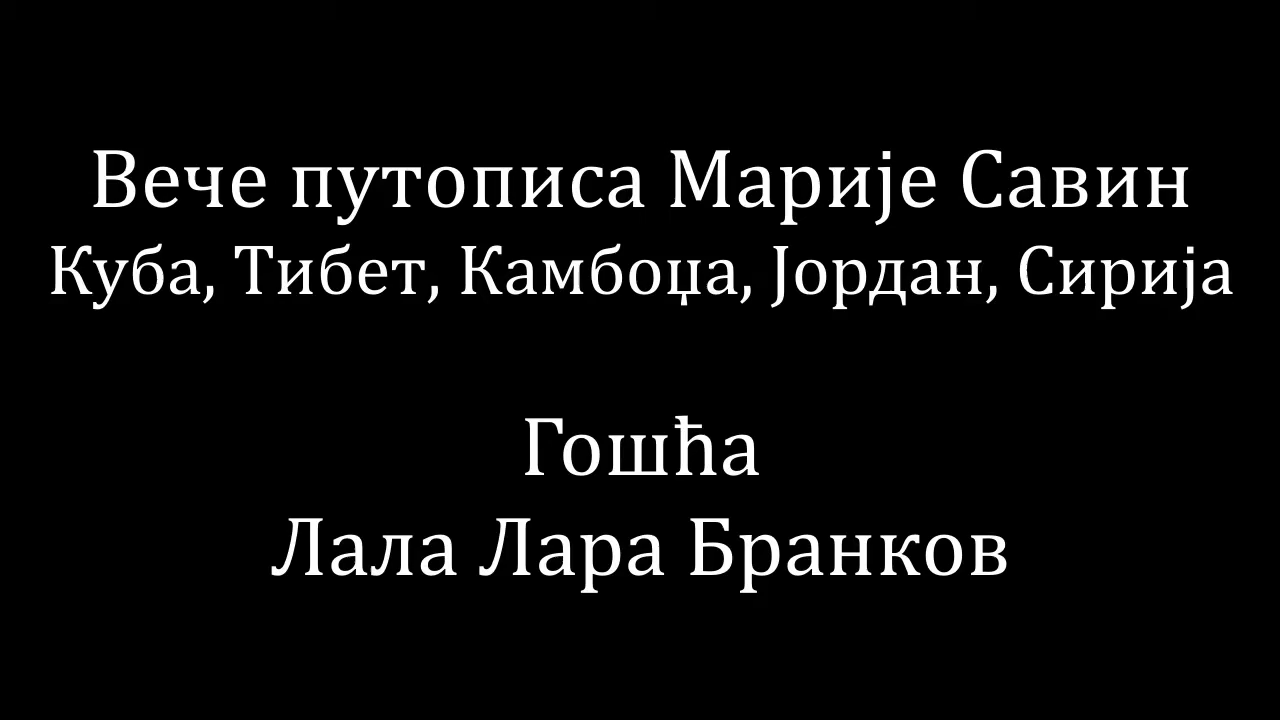 Вече путописа Марије Савин
Куба, Тибет, Камбоџа, Јордан, Сирија
Гошћа
Лала Лара Бранков